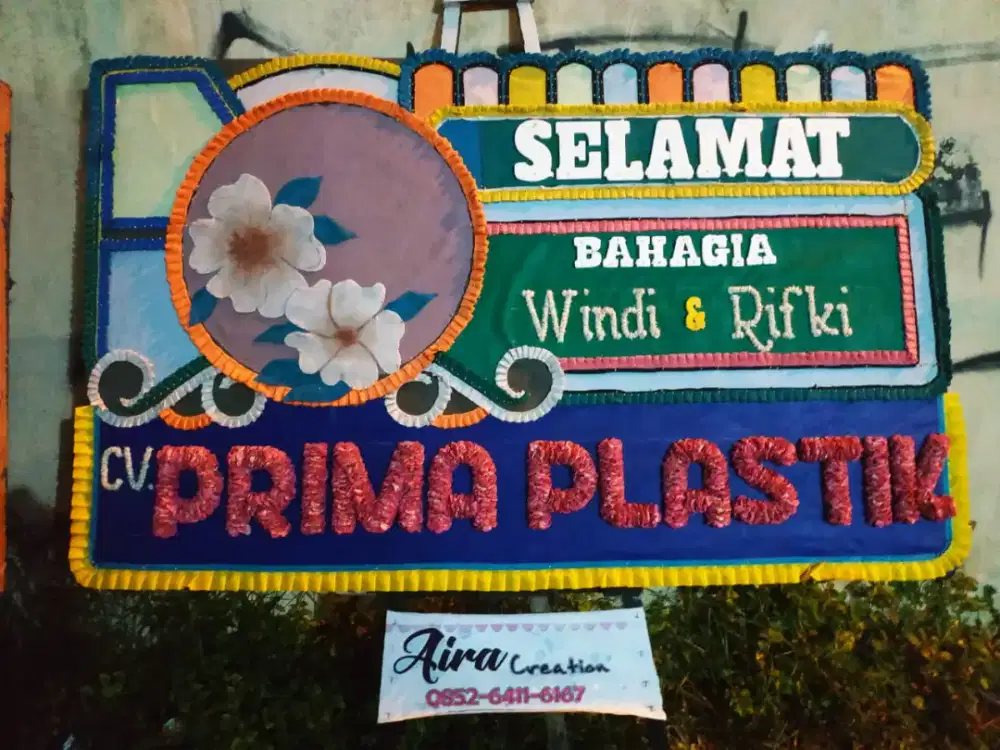 SELAMAT
BAHAGIA
Windi & Rifki
CV. PRIMA PLASTIK
Aira Creation
0852-6411-6167